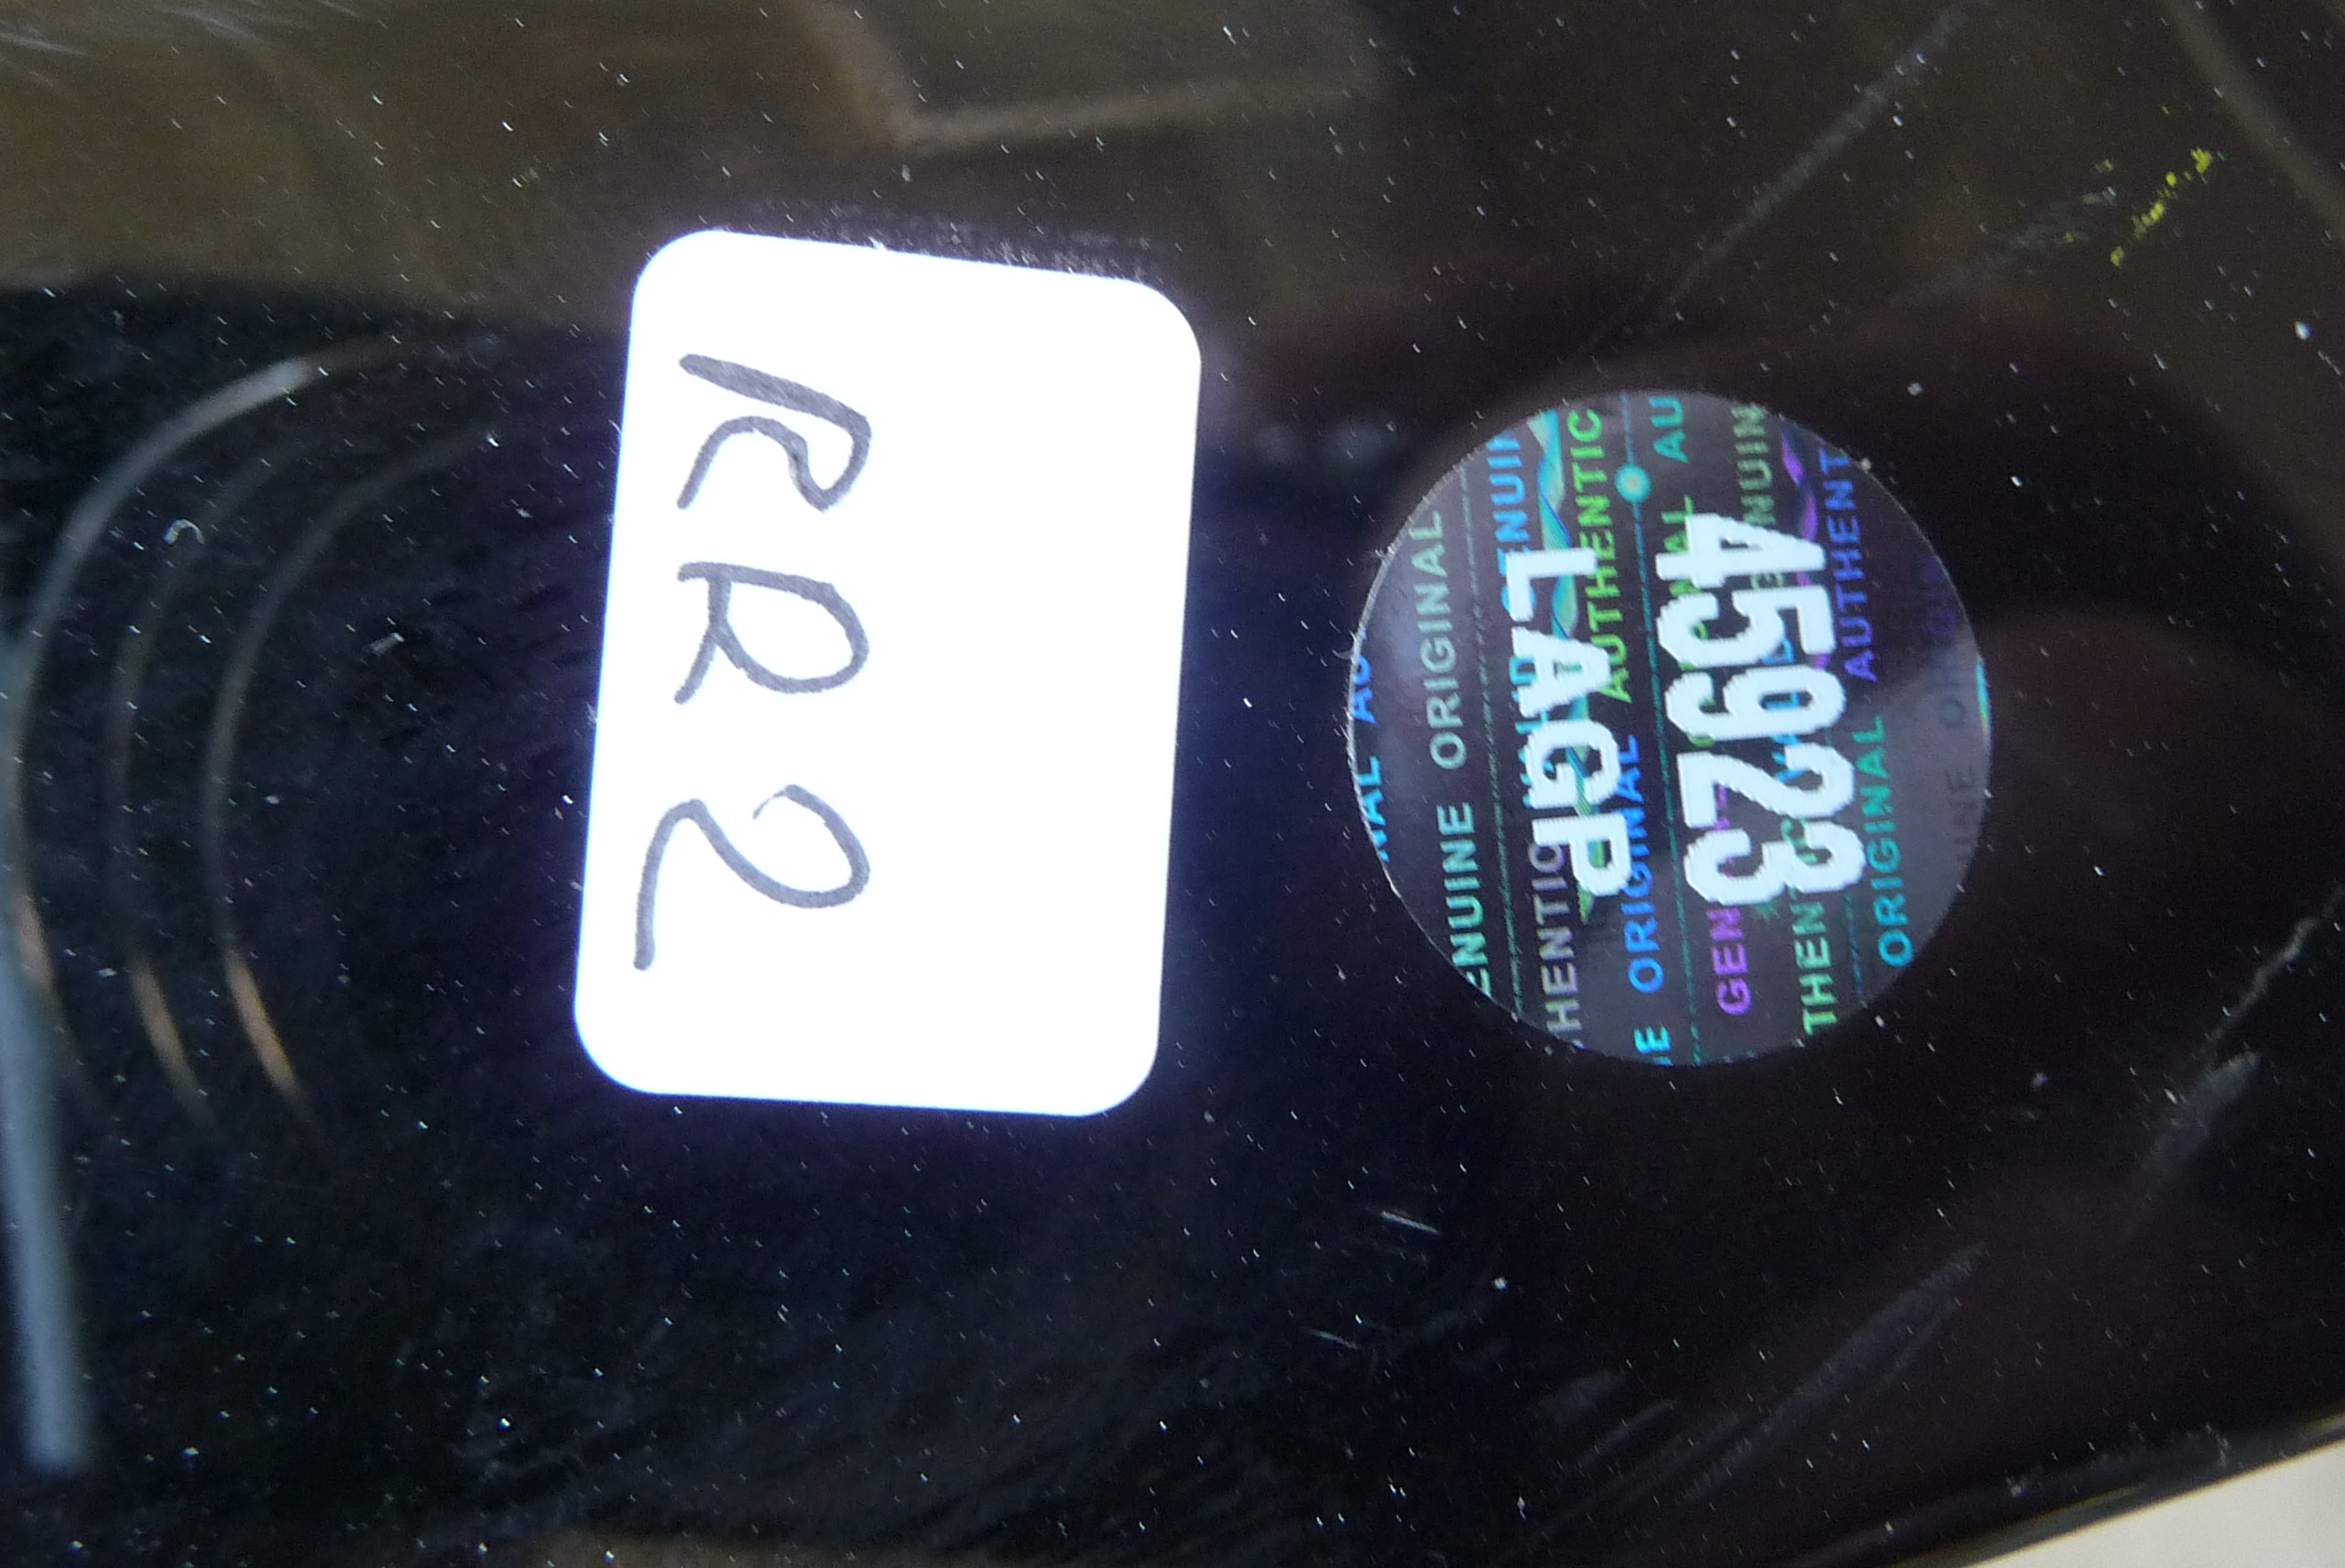 RR2
45923
LAGP
GENUINE ORIGINAL AUTHENTIC